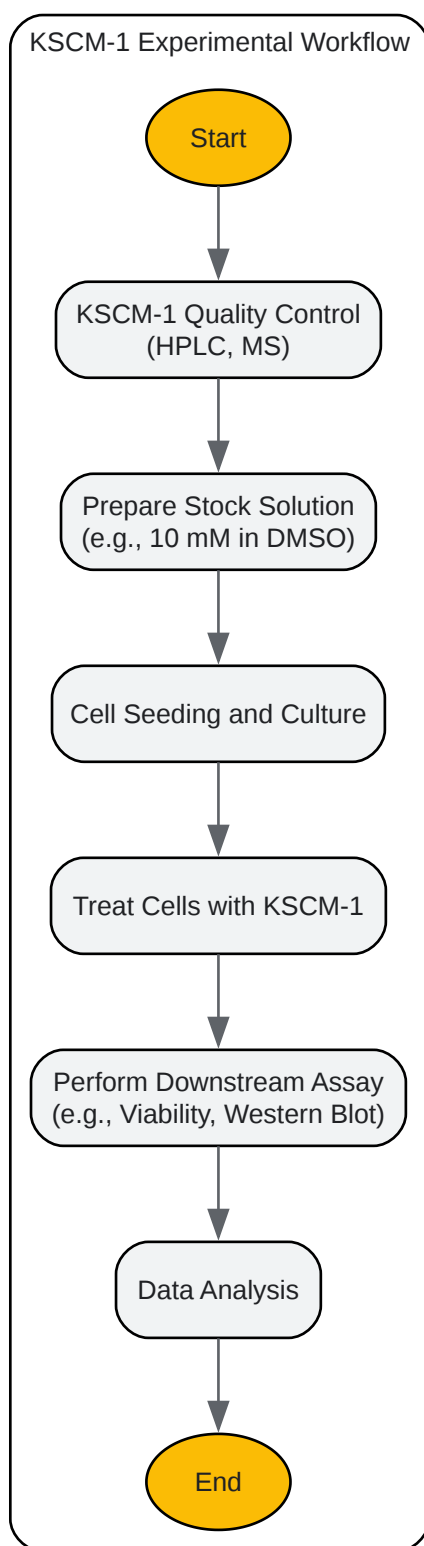 KSCM-1 Experimental Workflow
Start
KSCM-1 Quality Control
(HPLC, MS)
Prepare Stock Solution
(e.g., 10 mM in DMSO)
Cell Seeding and Culture
Treat Cells with KSCM-1
Perform Downstream Assay
(e.g., Viability, Western Blot)
Data Analysis
End